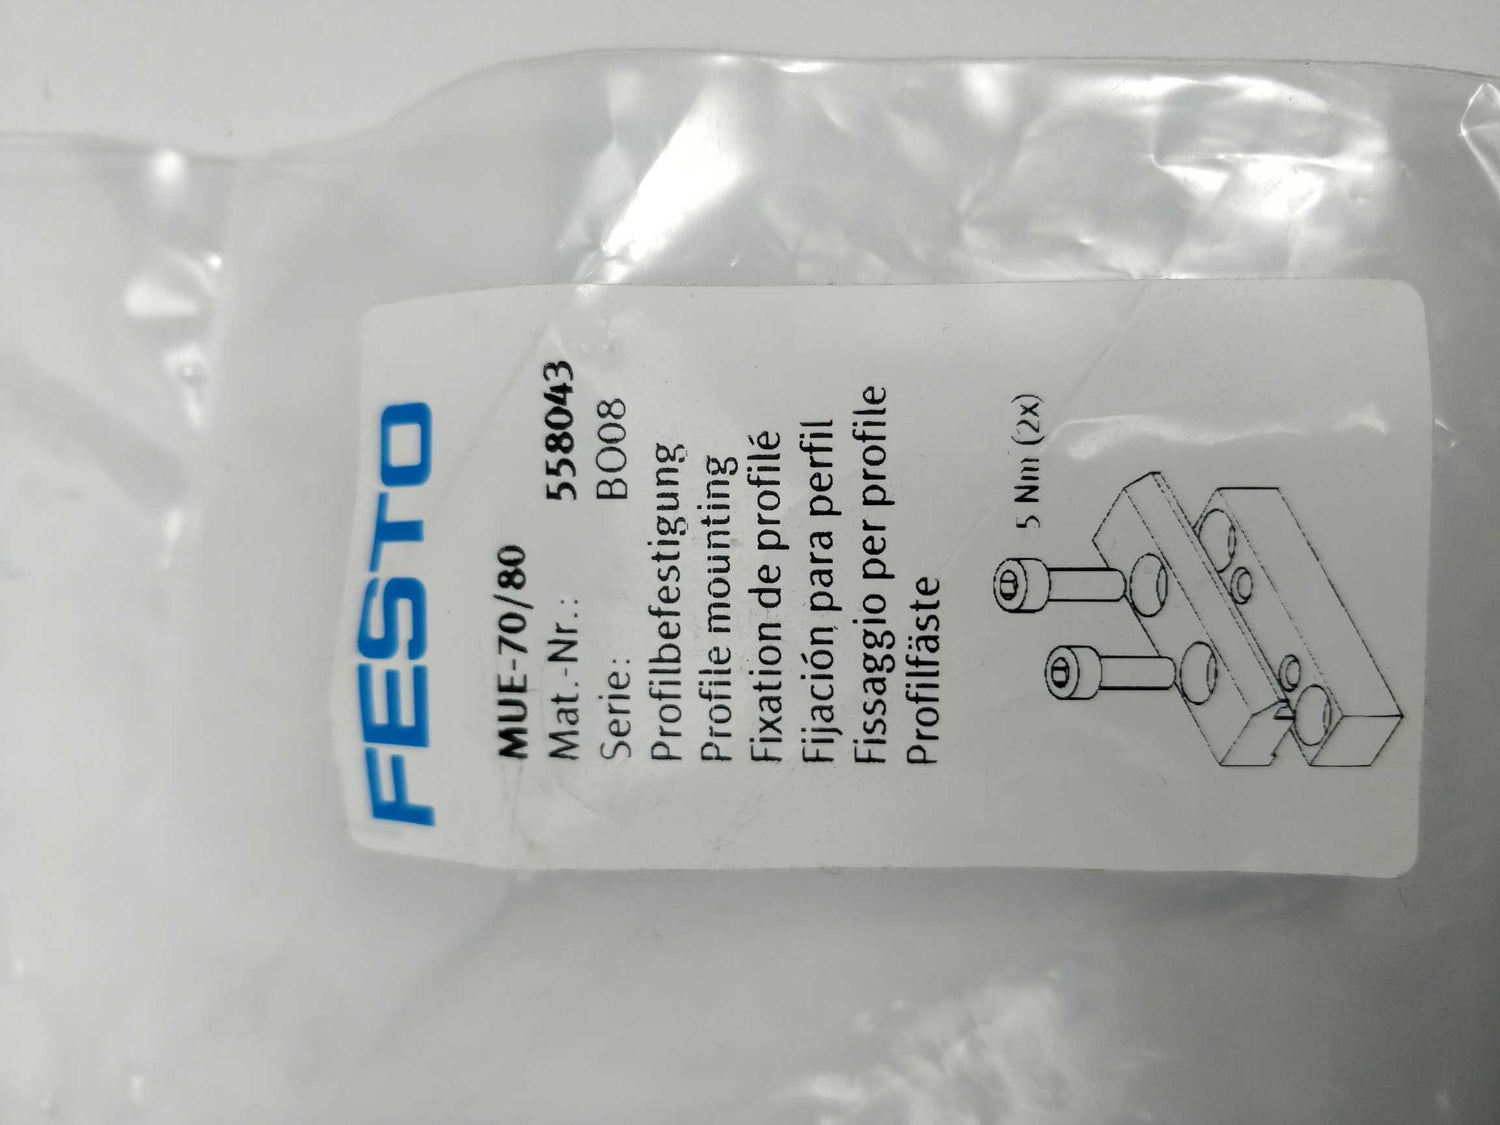 FESTO
MUE-70/80
Mat.-Nr.: 558043
Serie: BO08
Profilbefestigung
Profile mounting
Fixation de profilé
Fijación para perfil
Fissaggio per profile
Profilfäste
5 Nm (2x)